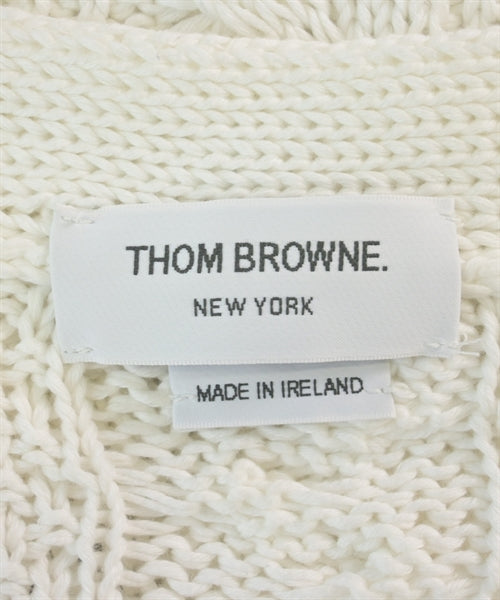 THOM BROWNE.
NEW YORK
MADE IN IRELAND